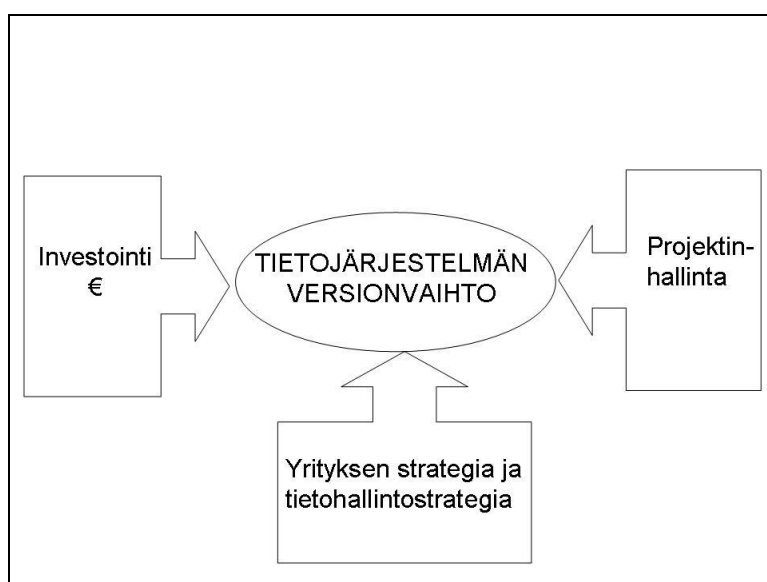 Investointi
€
TIETOJÄRJESTELMÄN
VERSIONVAIHTO
Projektin-
hallinta
Yrityksen strategia ja
tietohallintostrategia